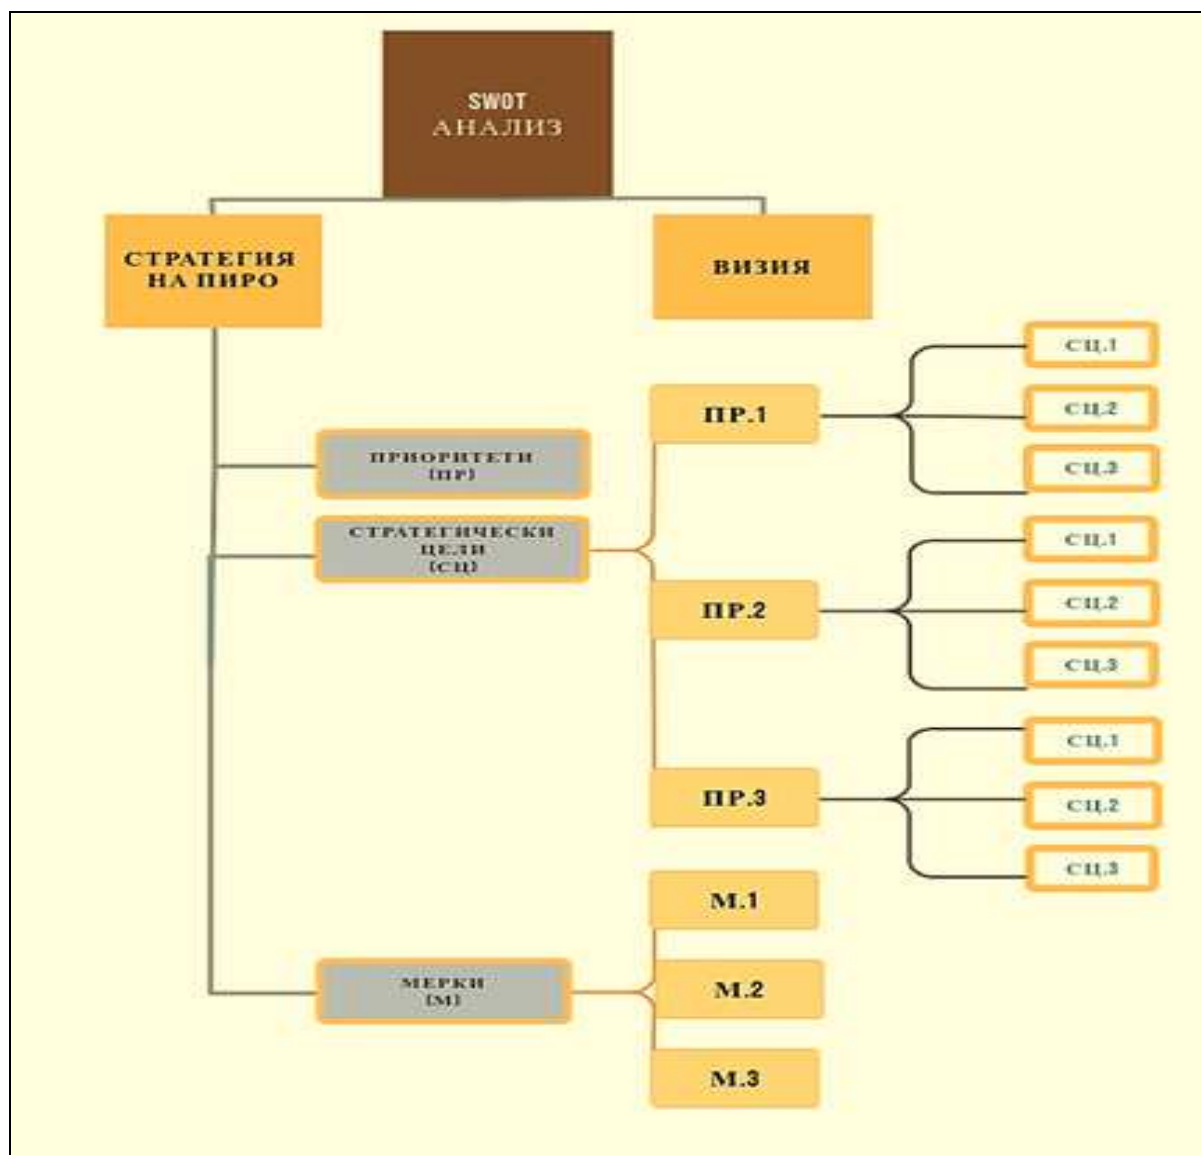 SWOT
АНАЛИЗ
СТРАТЕГИЯ
НА ПИРО
ВИЗИЯ
ПРИОРИТЕТИ
(ПР)
СТРАТЕГИЧЕСКИ
ЦЕЛИ
(СЦ)
ПР.1
СЦ.1
СЦ.2
СЦ.3
ПР.2
СЦ.1
СЦ.2
СЦ.3
ПР.3
СЦ.1
СЦ.2
СЦ.3
МЕРКИ
(М)
М.1
М.2
М.3